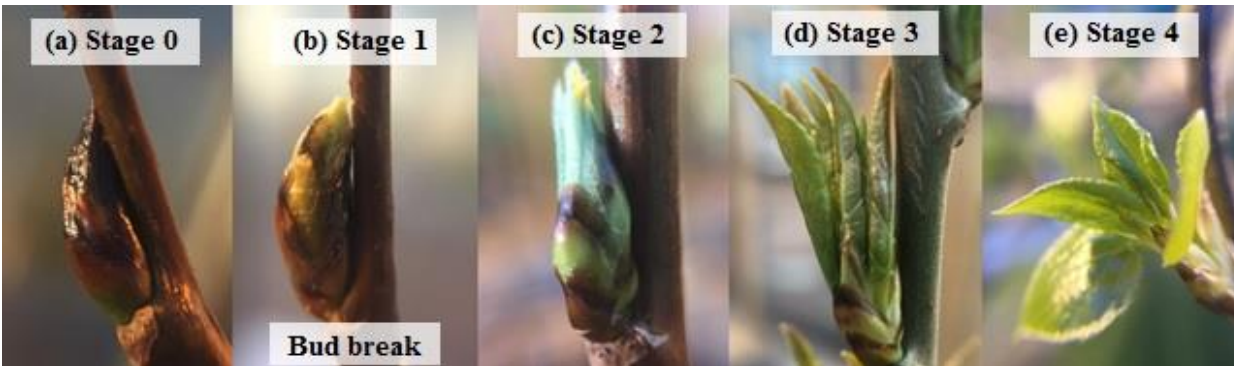 (a) Stage 0
(b) Stage 1
(c) Stage 2
(d) Stage 3
(e) Stage 4
Bud break